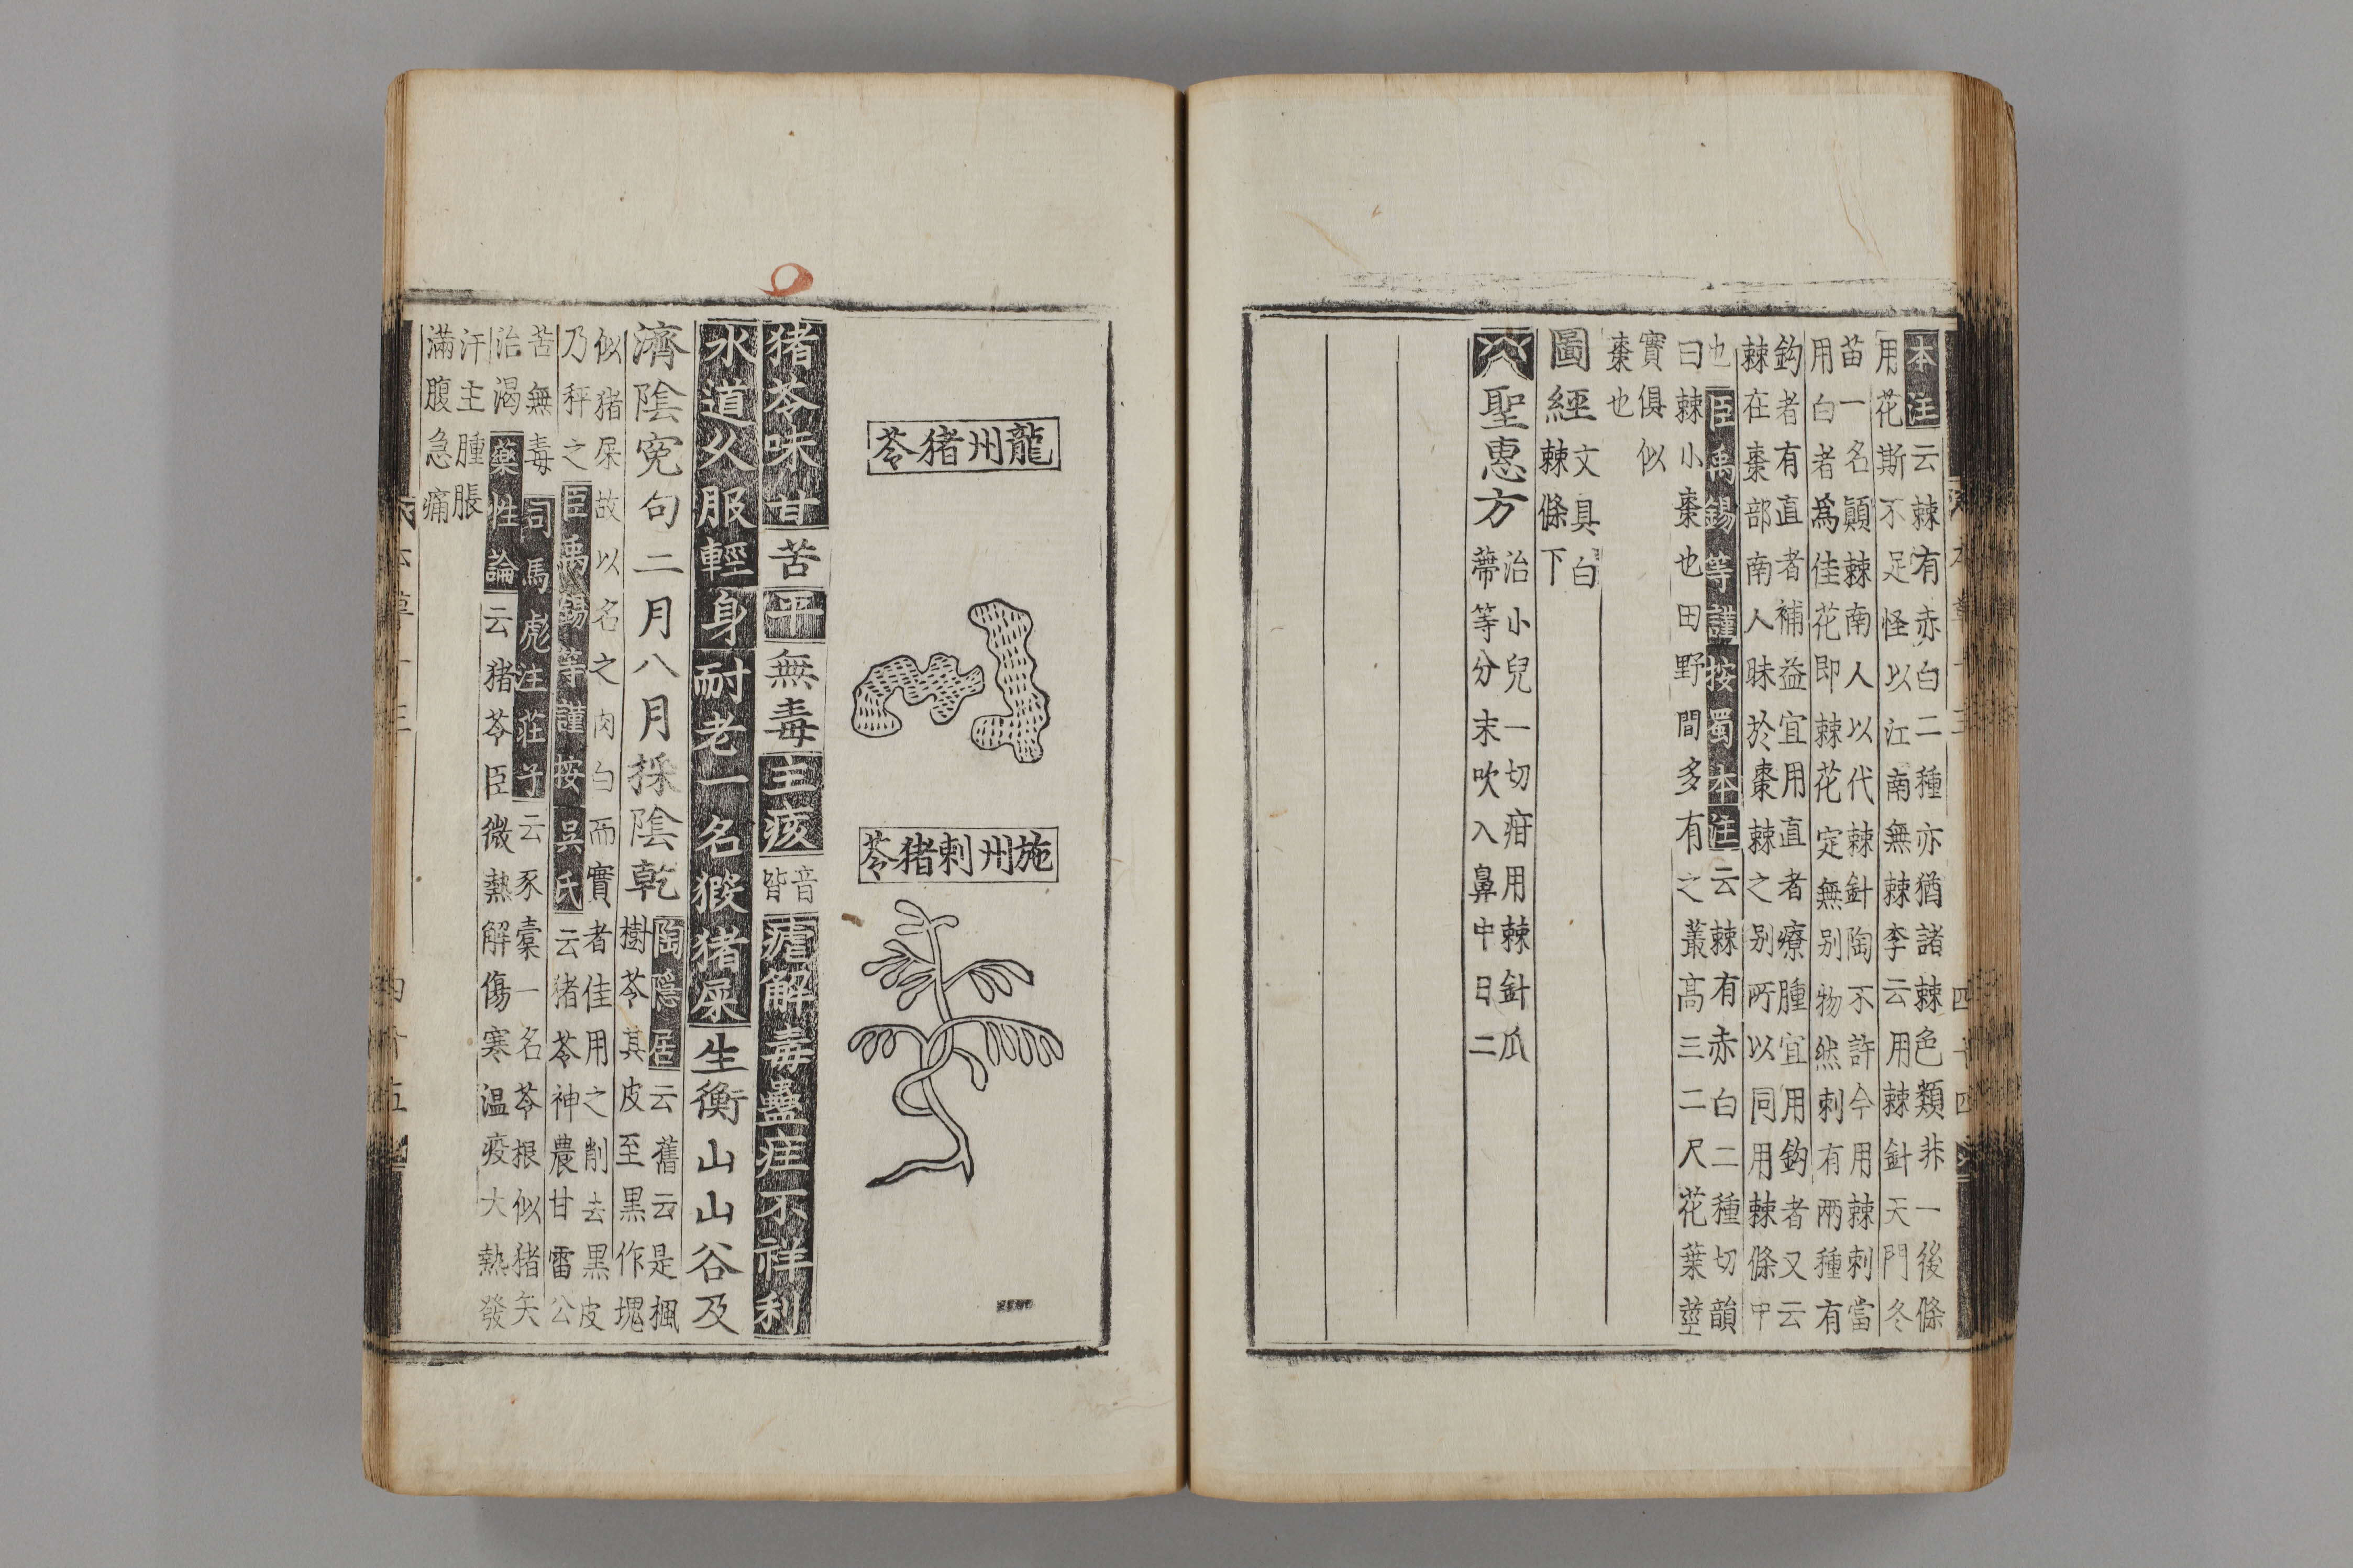 本注云棘有赤白二種亦猶諸棘色類非一後條
用花斯不足怪以江南無棘李云用棘針天門冬
苗一名顛棘南人以代棘針陶不許今用棘刺當
用白者為佳花即棘花定無别物然刺有兩種有
鈎者有直者補益宜用直者療腫宜用鈎者又云
棘在棗部南人昧於棗棘之别所以同用棘條中
也臣禹錫等謹按蜀本注云棘有赤白二種切韻
曰棘小棗也田野間多有之叢高三二尺花葉莖
實俱似
棗也
圖經文具白
棘條下
聖惠方治小兒一切疳用棘針瓜
蔕等分末吹入鼻中日二
龍州猪苓
施州刺猪苓
猪苓味甘苦平無毒主痎音皆瘧解毒蠱疰不祥利
水道久服輕身耐老一名猳猪屎生衡山山谷及
濟陰寃句二月八月採陰乾陶隱居云舊云是楓
樹苓其皮至黒作塊
似猪屎故以名之肉白而實者佳用之削去黒皮
乃秤之臣禹錫等謹按吳氏云猪苓神農甘雷公
苦無毒司馬彪注莊子云豕橐一名苓根似猪矢
治渴藥性論云猪苓臣微熱解傷寒温疫大熱發
汗主腫脹
滿腹急痛